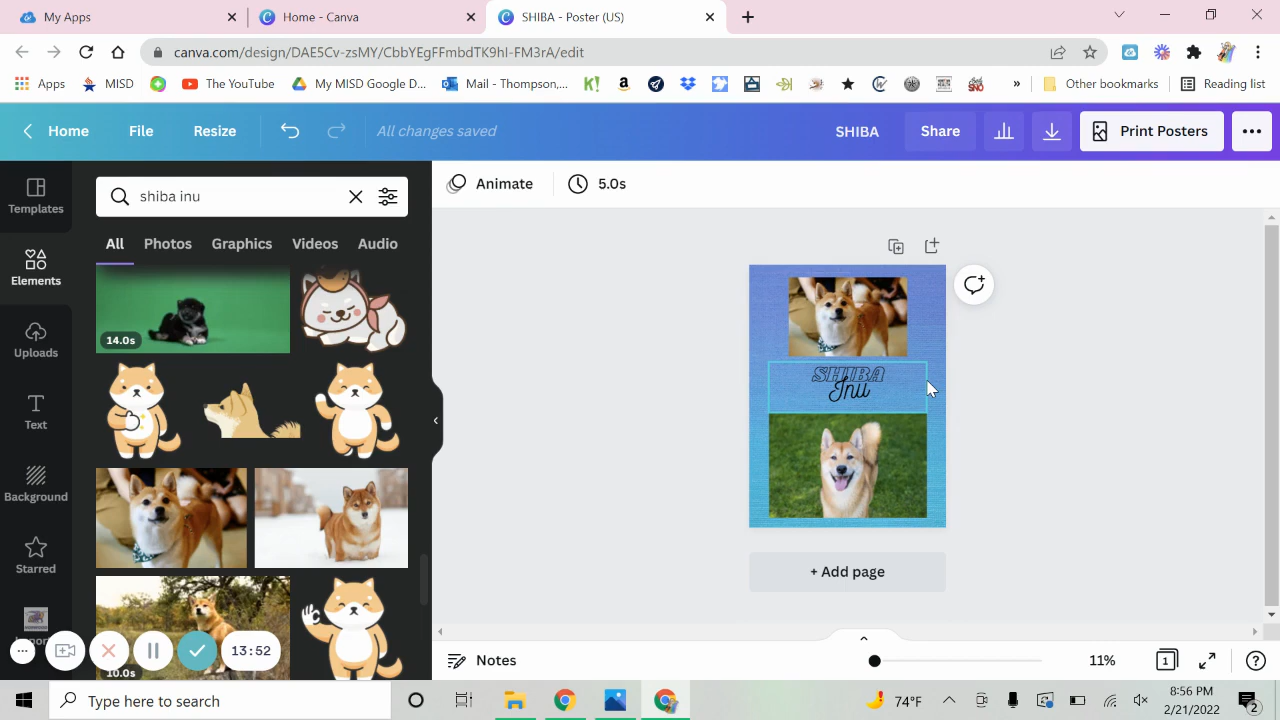 My Apps
Home - Canva
SHIBA - Poster (US)
canva.com/design/DAE5Cv-zsMY/CbbYEgFFmbdTK9hI-FM3rA/edit
Apps
MISD
The YouTube
My MISD Google D...
Mail - Thompson,...
K!
a
»
Other bookmarks
Reading list
Home
File
Resize
All changes saved
SHIBA
Share
Print Posters
Templates
Elements
Uploads
Text
Background
Starred
shiba inu
All
Photos
Graphics
Videos
Audio
14.0s
10.0s
13:52
Animate
5.0s
SHIBA
Inu
+ Add page
Notes
11%
1
Type here to search
74°F
8:56 PM
2/21/2022
2